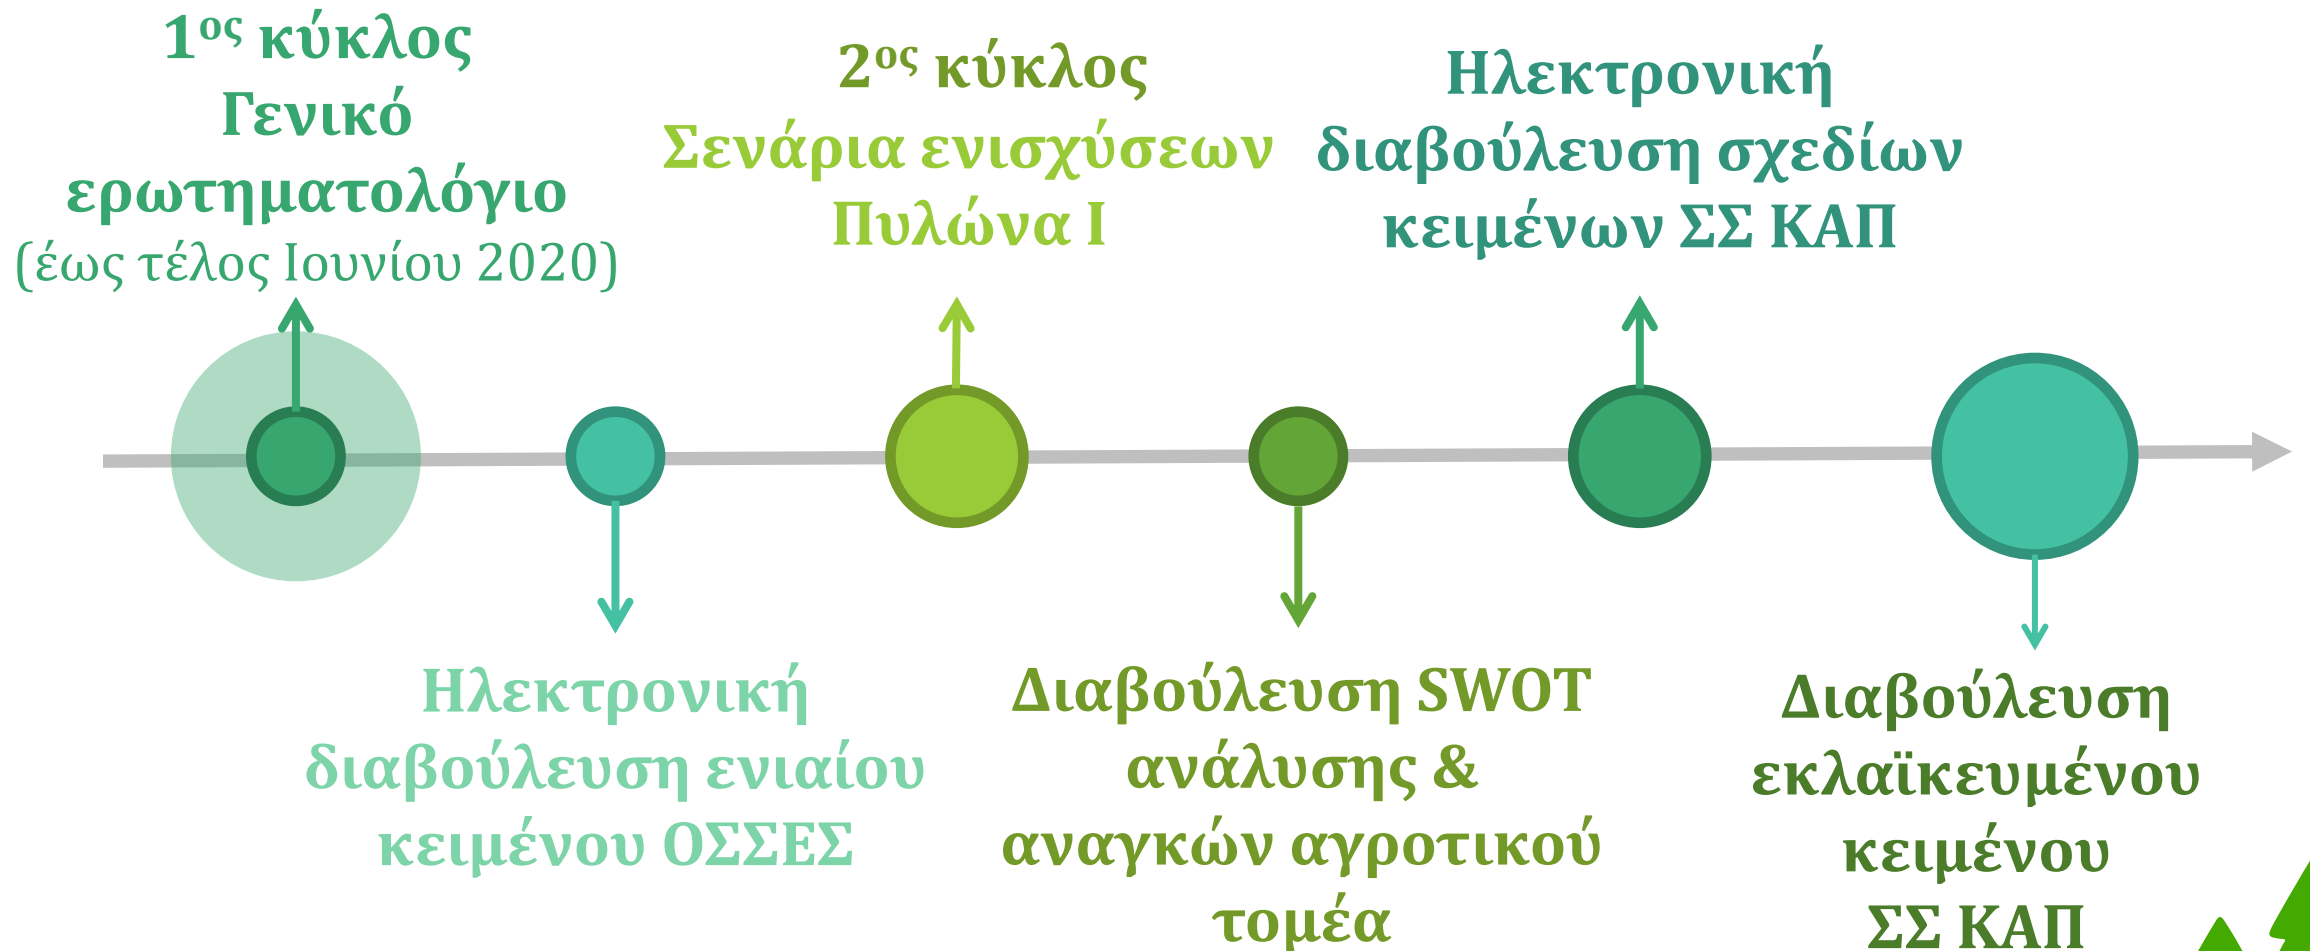 1ος κύκλος
Γενικό
ερωτηματολόγιο
(έως τέλος Ιουνίου 2020)
2ος κύκλος
Σενάρια ενισχύσεων
Πυλώνα Ι
Ηλεκτρονική
διαβούλευση σχεδίων
κειμένων ΣΣ ΚΑΠ
Ηλεκτρονική
διαβούλευση ενιαίου
κειμένου ΟΣΣΕΣ
Διαβούλευση SWOT
ανάλυσης &
αναγκών αγροτικού
τομέα
Διαβούλευση
εκλαϊκευμένου
κειμένου
ΣΣ ΚΑΠ